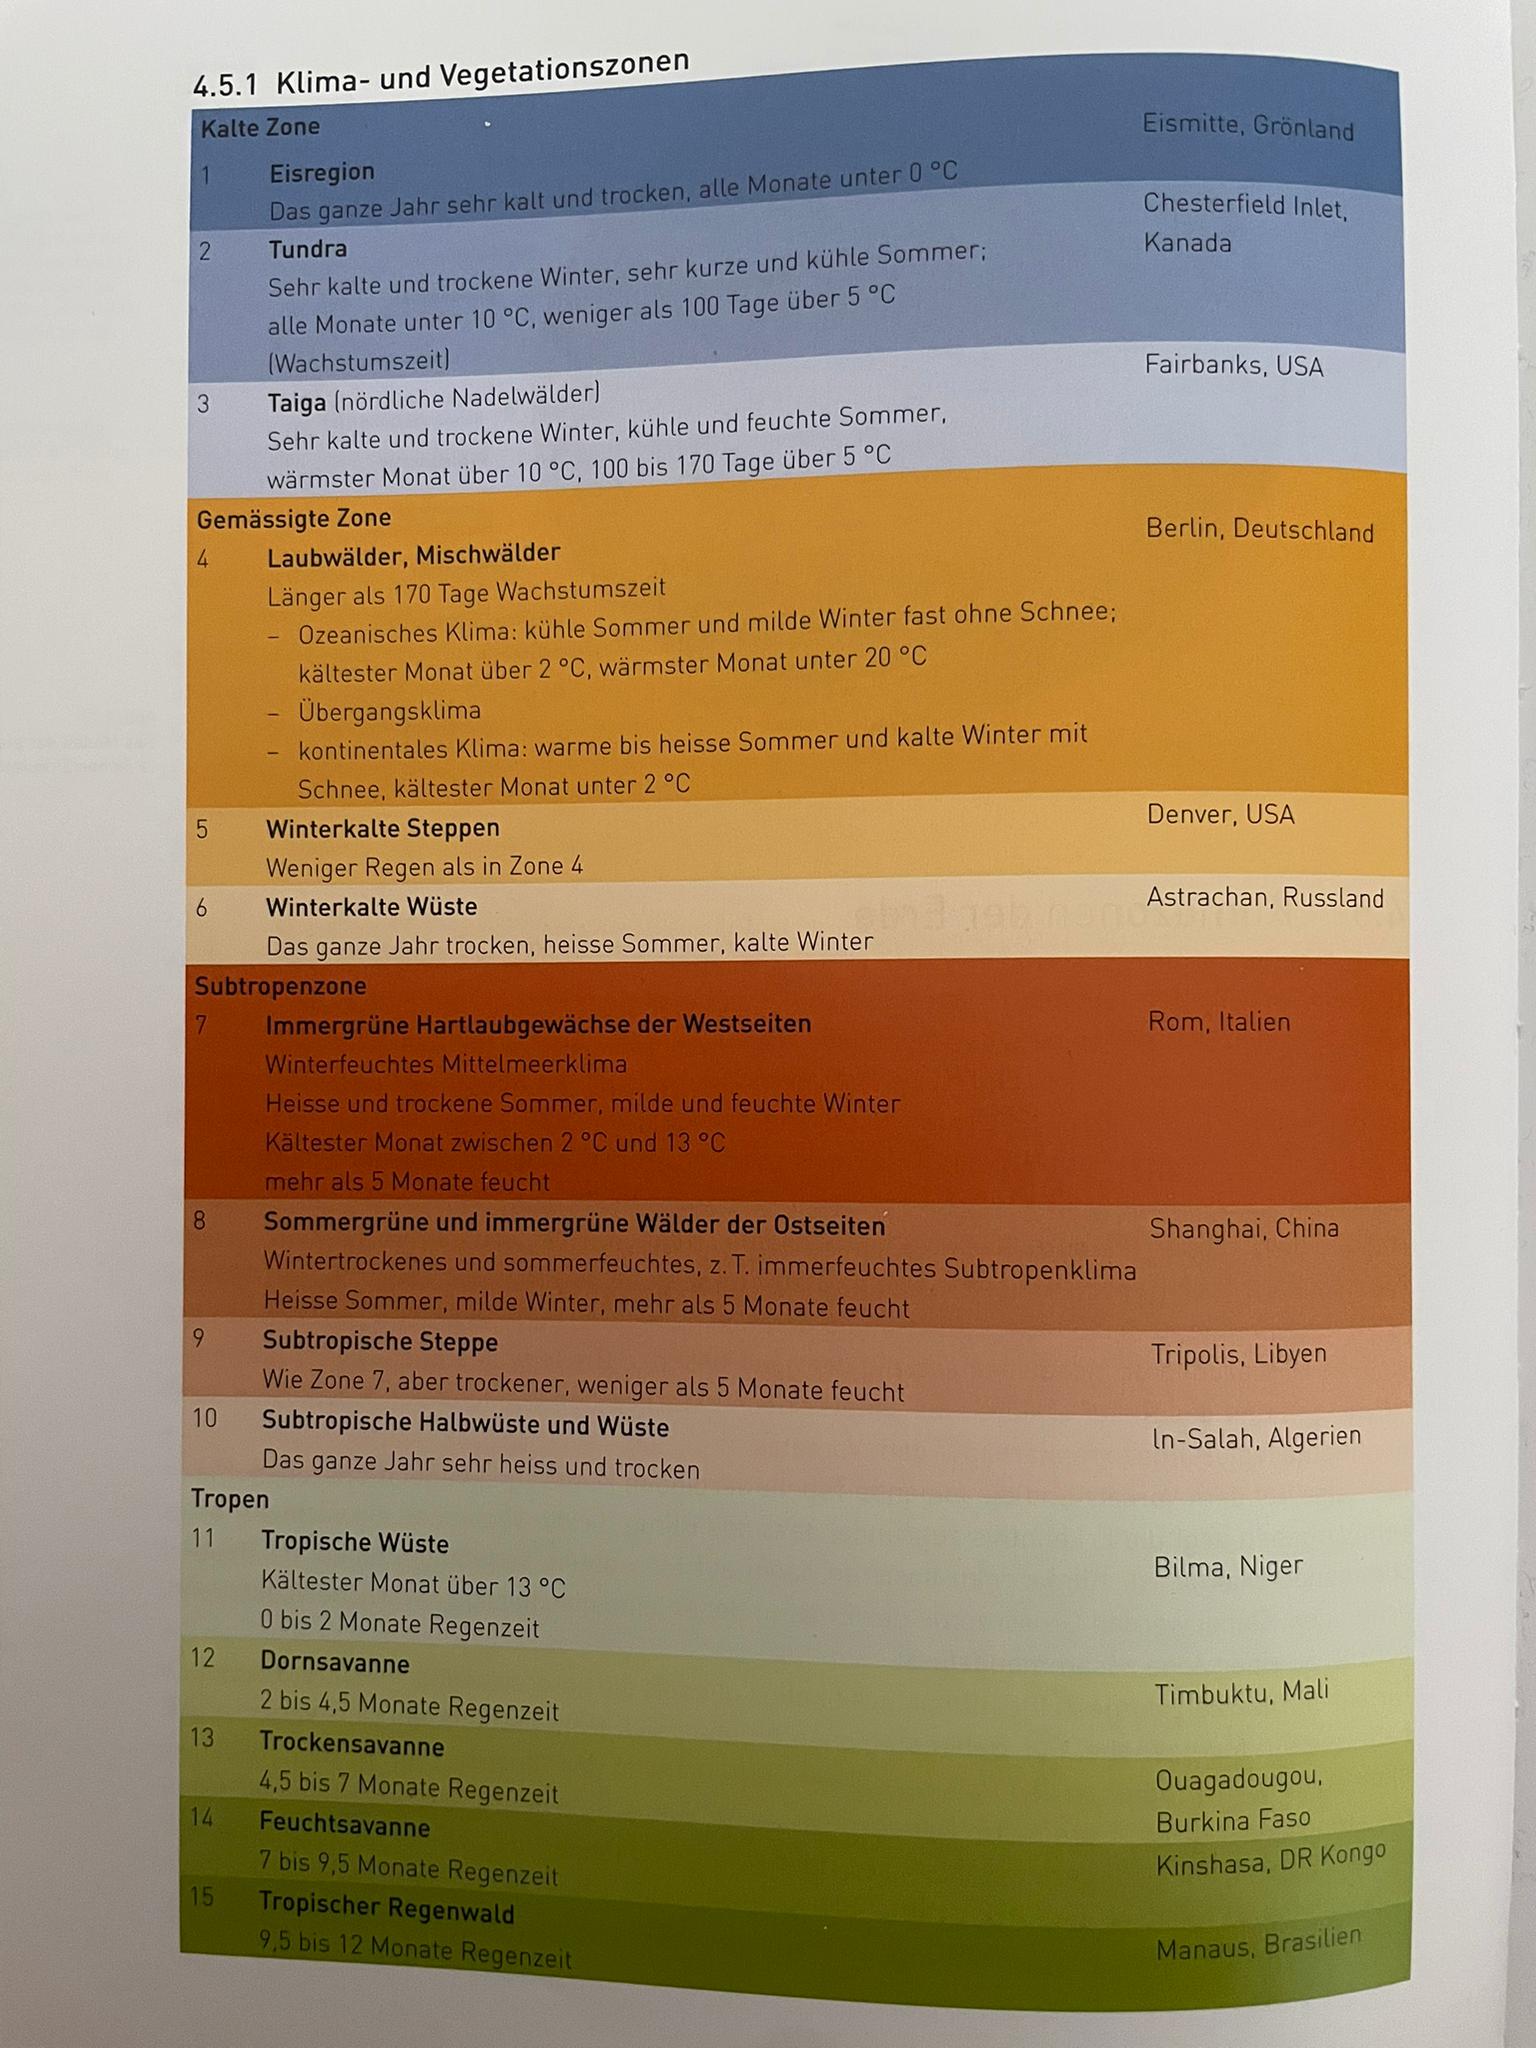 4.5.1 Klima- und Vegetationszonen
Kalte Zone
Eismitte, Grönland
1 Eisregion
Das ganze Jahr sehr kalt und trocken, alle Monate unter 0 °C
2 Tundra
Chesterfield Inlet,
Kanada
Sehr kalte und trockene Winter, sehr kurze und kühle Sommer;
alle Monate unter 10 °C, weniger als 100 Tage über 5 °C
(Wachstumszeit)
3 Taiga (nördliche Nadelwälder)
Fairbanks, USA
Sehr kalte und trockene Winter, kühle und feuchte Sommer,
wärmster Monat über 10 °C, 100 bis 170 Tage über 5 °C
Gemässigte Zone
4 Laubwälder, Mischwälder
Berlin, Deutschland
Länger als 170 Tage Wachstumszeit
– Ozeanisches Klima: kühle Sommer und milde Winter fast ohne Schnee;
kältester Monat über 2 °C, wärmster Monat unter 20 °C
– Übergangsklima
– kontinentales Klima: warme bis heisse Sommer und kalte Winter mit
Schnee, kältester Monat unter 2 °C
5 Winterkalte Steppen
Denver, USA
Weniger Regen als in Zone 4
6 Winterkalte Wüste
Astrachan, Russland
Das ganze Jahr trocken, heisse Sommer, kalte Winter
Subtropenzone
7 Immergrüne Hartlaubgewächse der Westseiten
Rom, Italien
Winterfeuchtes Mittelmeerklima
Heisse und trockene Sommer, milde und feuchte Winter
Kältester Monat zwischen 2 °C und 13 °C
mehr als 5 Monate feucht
8 Sommergrüne und immergrüne Wälder der Ostseiten
Shanghai, China
Wintertrockenes und sommerfeuchtes, z. T. immerfeuchtes Subtropenklima
Heisse Sommer, milde Winter, mehr als 5 Monate feucht
9 Subtropische Steppe
Tripolis, Libyen
Wie Zone 7, aber trockener, weniger als 5 Monate feucht
10 Subtropische Halbwüste und Wüste
In-Salah, Algerien
Das ganze Jahr sehr heiss und trocken
Tropen
11 Tropische Wüste
Bilma, Niger
Kältester Monat über 13 °C
0 bis 2 Monate Regenzeit
12 Dornsavanne
Timbuktu, Mali
2 bis 4,5 Monate Regenzeit
13 Trockensavanne
Ouagadougou,
Burkina Faso
4,5 bis 7 Monate Regenzeit
14 Feuchtsavanne
Kinshasa, DR Kongo
7 bis 9,5 Monate Regenzeit
15 Tropischer Regenwald
Manaus, Brasilien
9,5 bis 12 Monate Regenzeit